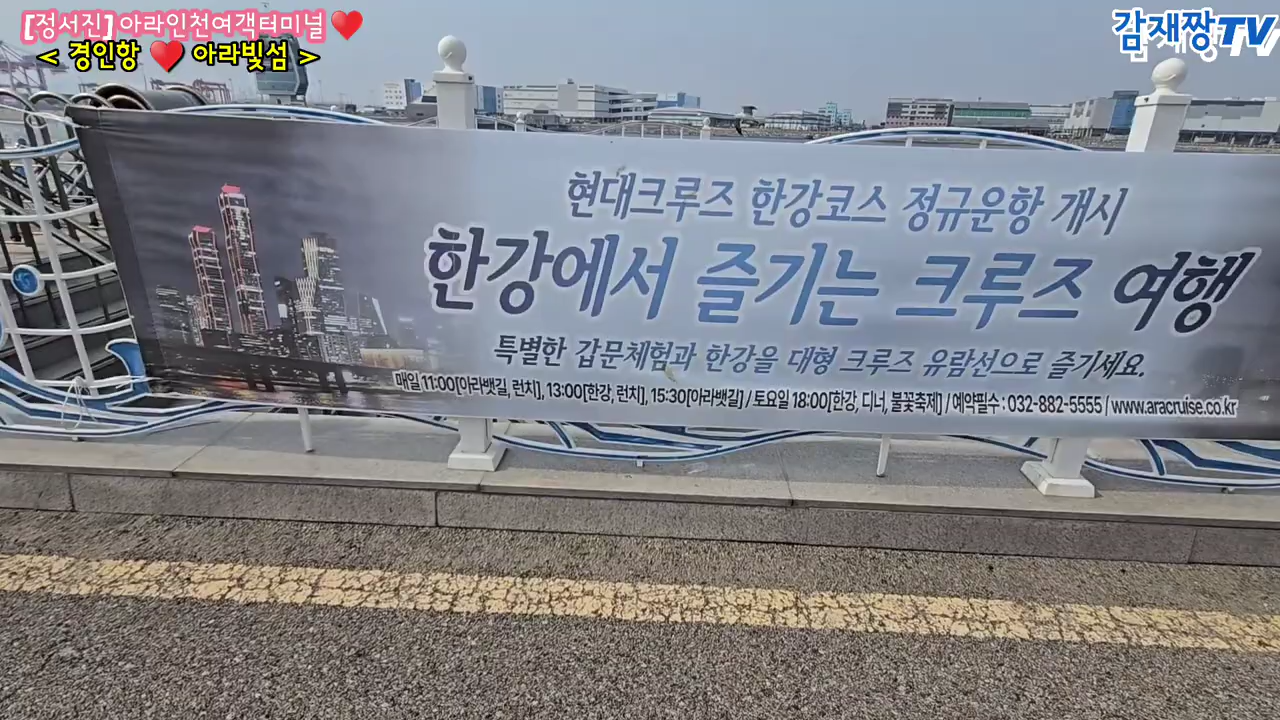 [정서진] 아라인천여객터미널 ❤️
< 경인항 ❤️ 아라빛섬 >
감재짱TV
현대크루즈 한강코스 정규운항 개시
한강에서 즐기는 크루즈 여행
특별한 갑문체험과 한강을 대형 크루즈 유람선으로 즐기세요.
매일 11:00[아라뱃길, 런치], 13:00[한강, 런치], 15:30[아라뱃길] / 토요일 18:00[한강, 디너, 불꽃축제] / 예약필수 : 032-882-5555 / www.aracruise.co.kr